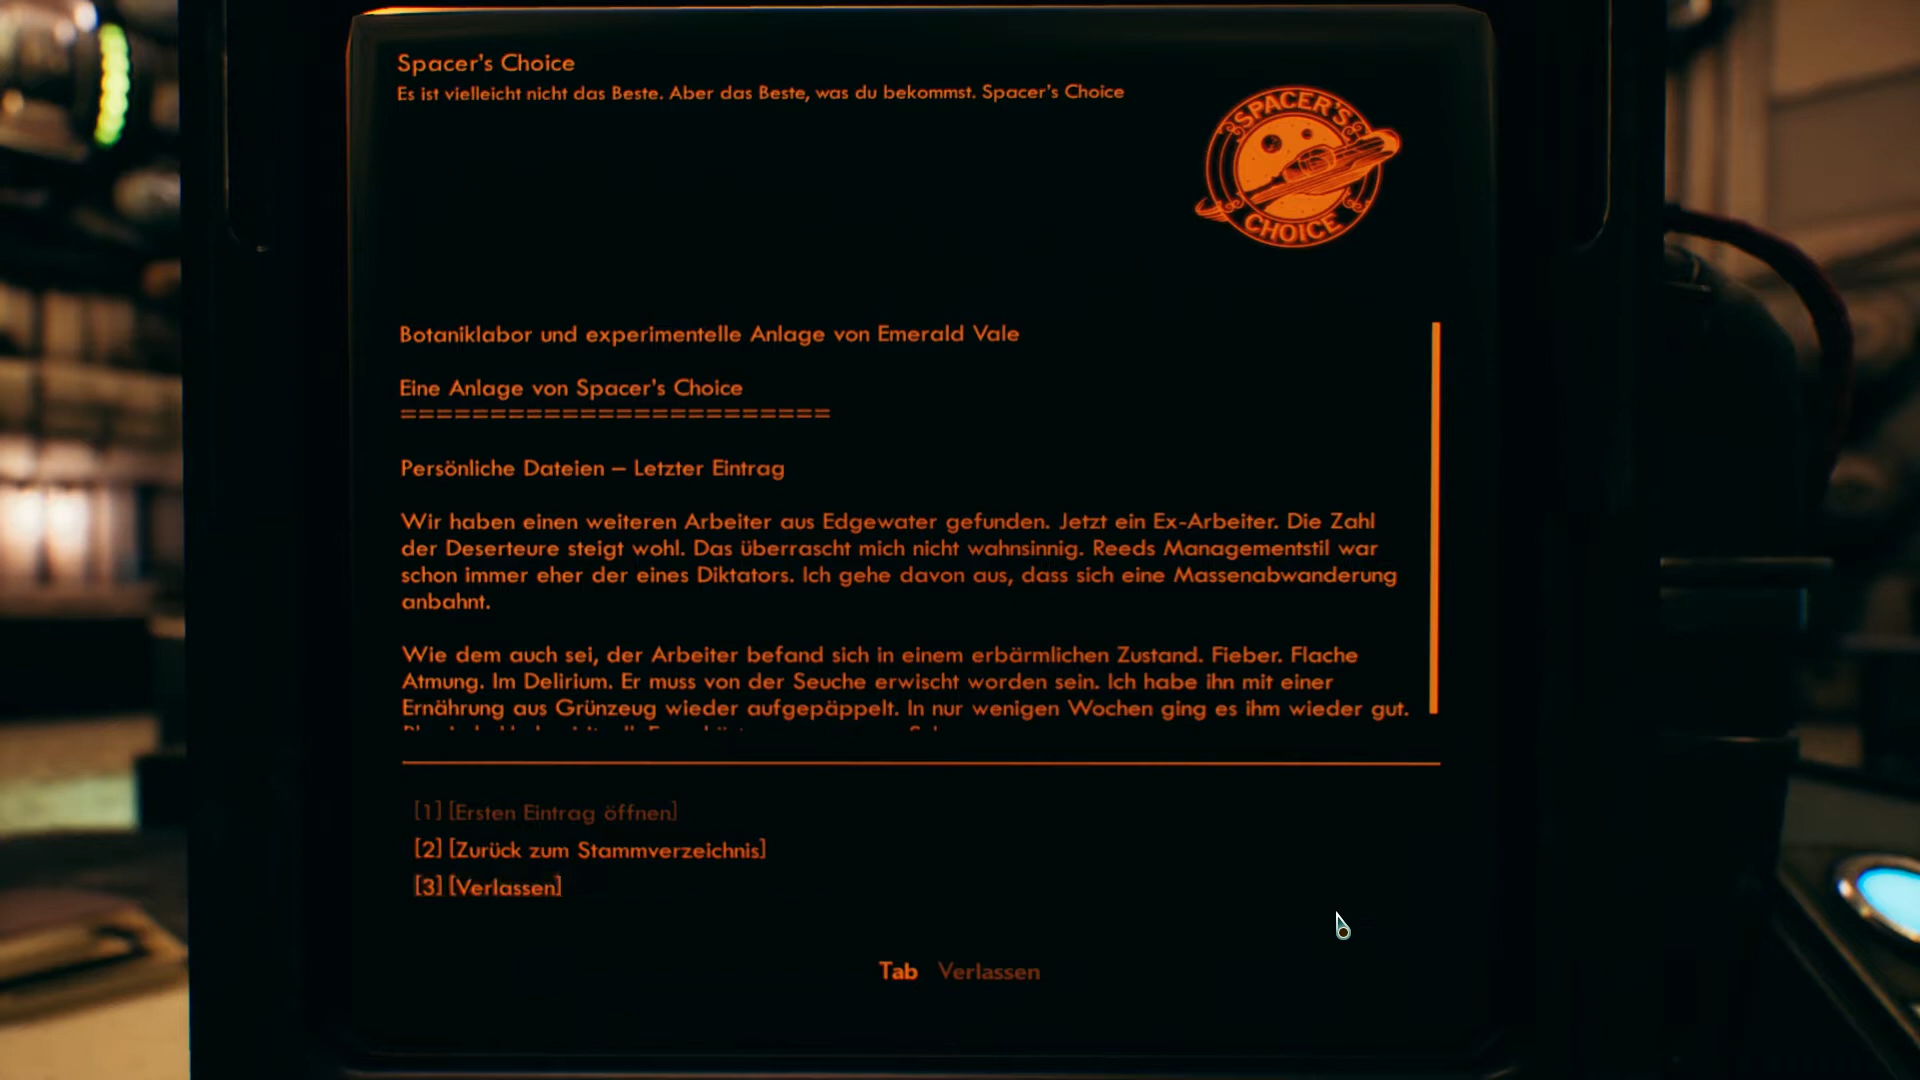 Spacer's Choice
Es ist vielleicht nicht das Beste. Aber das Beste, was du bekommst. Spacer's Choice
SPACER'S
CHOICE
Botaniklabor und experimentelle Anlage von Emerald Vale
Eine Anlage von Spacer's Choice
========================
Persönliche Dateien – Letzter Eintrag
Wir haben einen weiteren Arbeiter aus Edgewater gefunden. Jetzt ein Ex-Arbeiter. Die Zahl
der Deserteure steigt wohl. Das überrascht mich nicht wahnsinnig. Reeds Managementstil war
schon immer eher der eines Diktators. Ich gehe davon aus, dass sich eine Massenabwanderung
anbahnt.
Wie dem auch sei, der Arbeiter befand sich in einem erbärmlichen Zustand. Fieber. Flache
Atmung. Im Delirium. Er muss von der Seuche erwischt worden sein. Ich habe ihn mit einer
Ernährung aus Grünzeug wieder aufgepäppelt. In nur wenigen Wochen ging es ihm wieder gut.
[1] [Ersten Eintrag öffnen]
[2] [Zurück zum Stammverzeichnis]
[3] [Verlassen]
Tab Verlassen